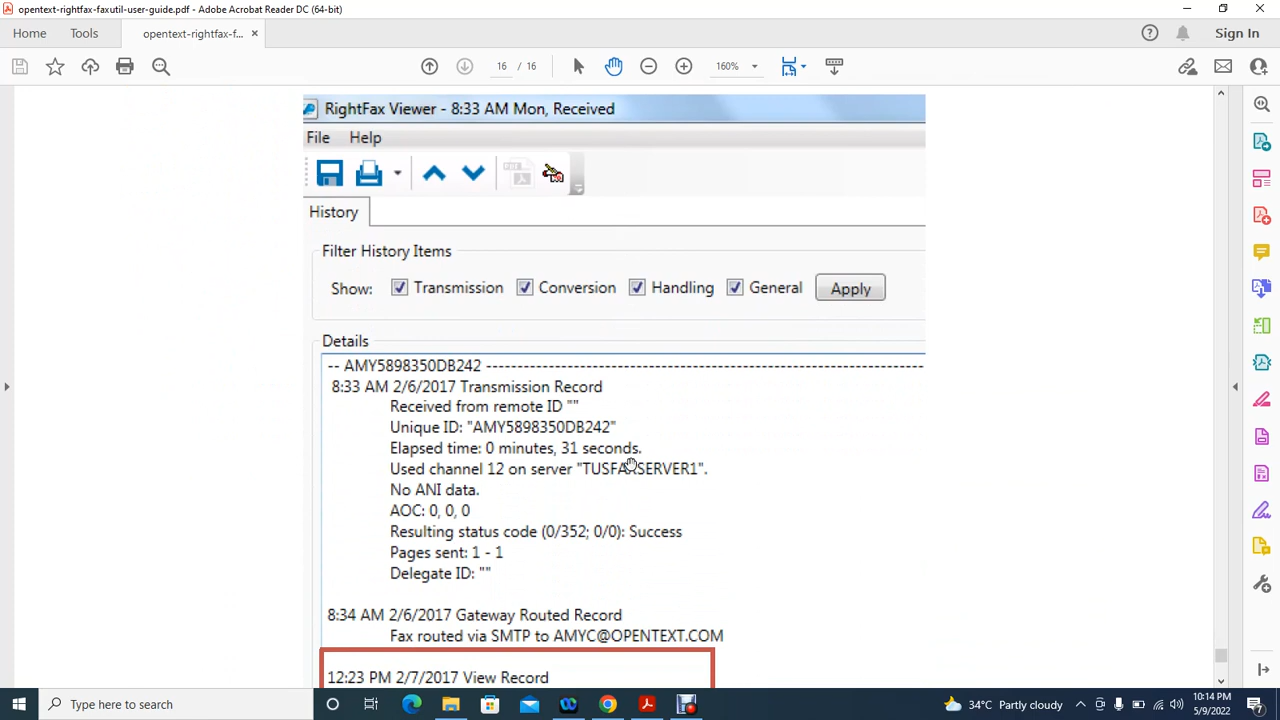 opentext-rightfax-faxutil-user-guide.pdf - Adobe Acrobat Reader DC (64-bit)
Home
Tools
opentext-rightfax-f...
Sign In
16 / 16
160%
RightFax Viewer - 8:33 AM Mon, Received
File Help
PDF
History
Filter History Items
Show: Transmission Conversion Handling General Apply
Details
-- AMY5898350DB242 ----------------------------------------------------------------------
8:33 AM 2/6/2017 Transmission Record
Received from remote ID ""
Unique ID: "AMY5898350DB242"
Elapsed time: 0 minutes, 31 seconds.
Used channel 12 on server "TUSFAXSERVER1".
No ANI data.
AOC: 0, 0, 0
Resulting status code (0/352; 0/0): Success
Pages sent: 1 - 1
Delegate ID: ""
8:34 AM 2/6/2017 Gateway Routed Record
Fax routed via SMTP to AMYC@OPENTEXT.COM
12:23 PM 2/7/2017 View Record
Type here to search
34°C Partly cloudy
10:14 PM
5/9/2022